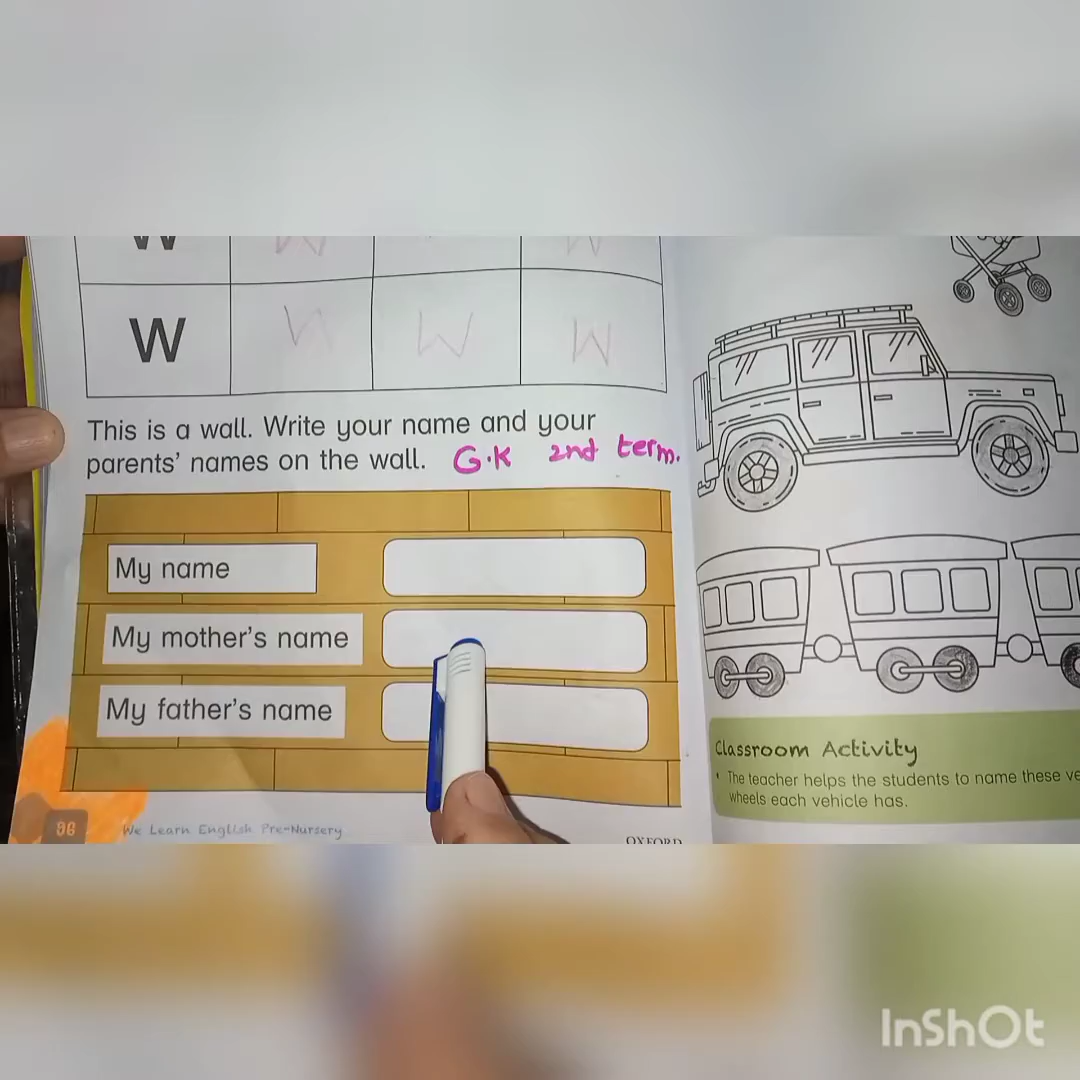 W W W
W W W W
This is a wall. Write your name and your
parents' names on the wall. G.K 2nd term.
My name
My mother's name
My father's name
96 We Learn English Pre-Nursery
OXFORD
Classroom Activity
• The teacher helps the students to name these
wheels each vehicle has.
InShOt